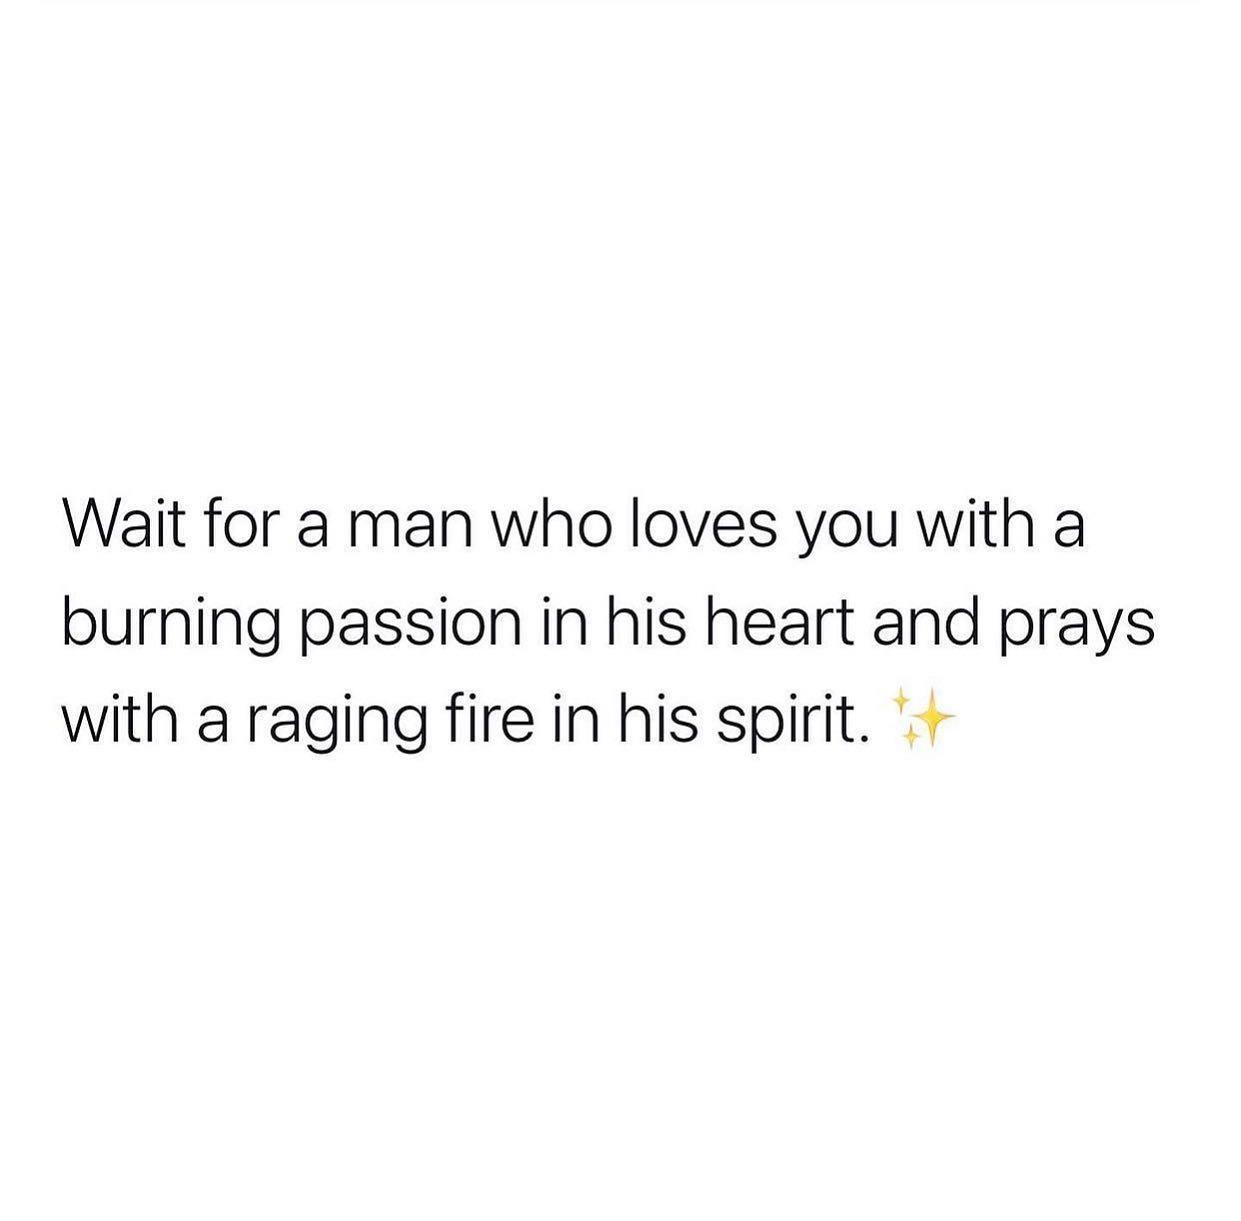 Wait for a man who loves you with a
burning passion in his heart and prays
with a raging fire in his spirit. ✨